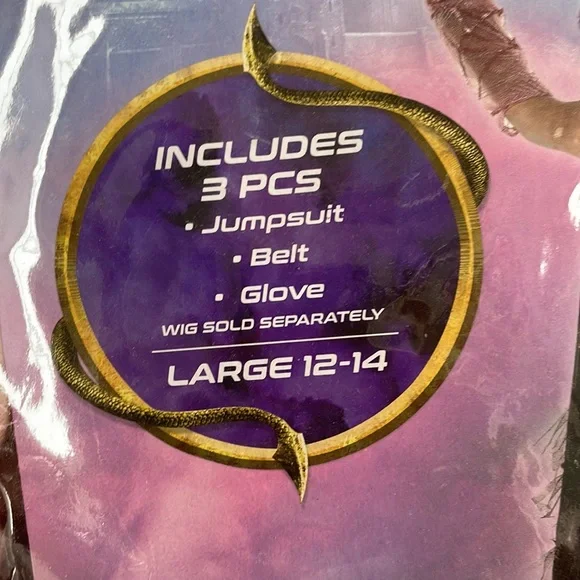 INCLUDES
3 PCS
• Jumpsuit
• Belt
• Glove
WIG SOLD SEPARATELY
LARGE 12-14